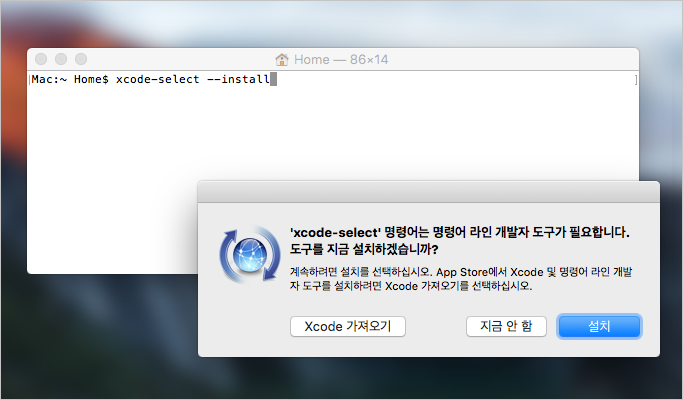 Home — 86×14
Mac:~ Home$ xcode-select --install
'xcode-select' 명령어는 명령어 라인 개발자 도구가 필요합니다.
도구를 지금 설치하겠습니까?
계속하려면 설치를 선택하십시오. App Store에서 Xcode 및 명령어 라인 개발
자 도구를 설치하려면 Xcode 가져오기를 선택하십시오.
Xcode 가져오기
지금 안 함
설치